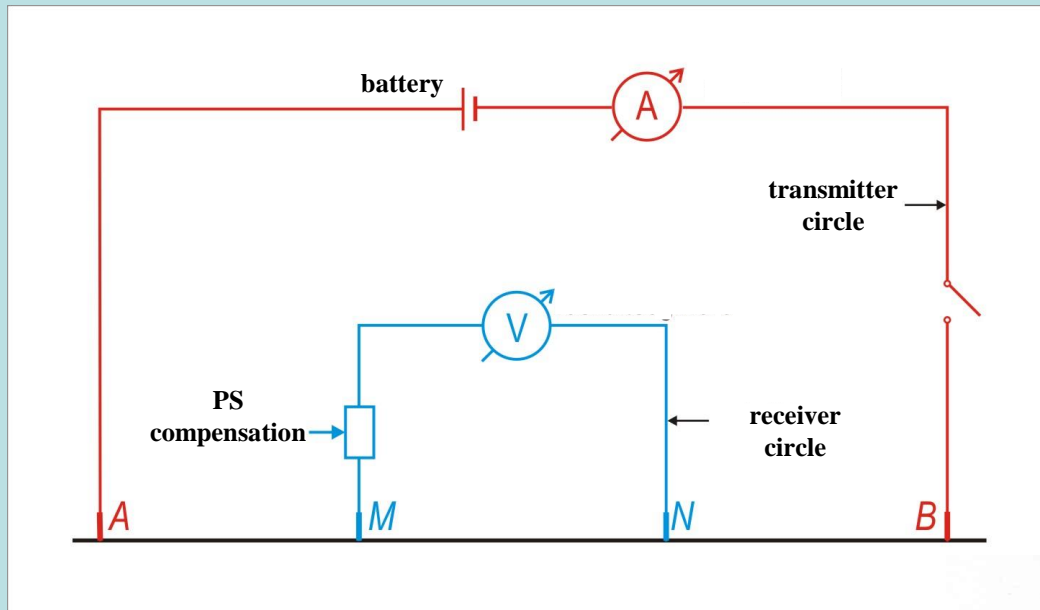 battery
A
transmitter
circle
V
PS
compensation
receiver
circle
A
M
N
B